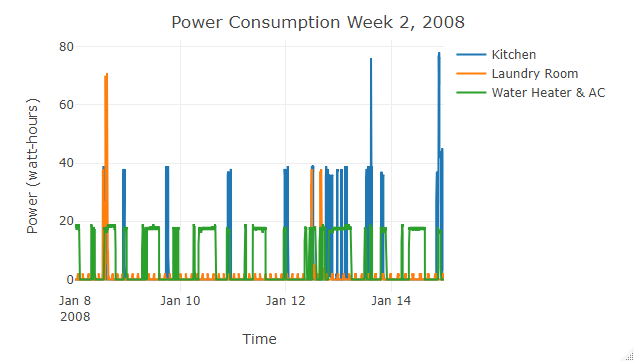 Power Consumption Week 2, 2008
Kitchen
Laundry Room
Water Heater & AC
Power (watt-hours)
80
60
40
20
0
Jan 8
2008
Jan 10
Jan 12
Jan 14
Time